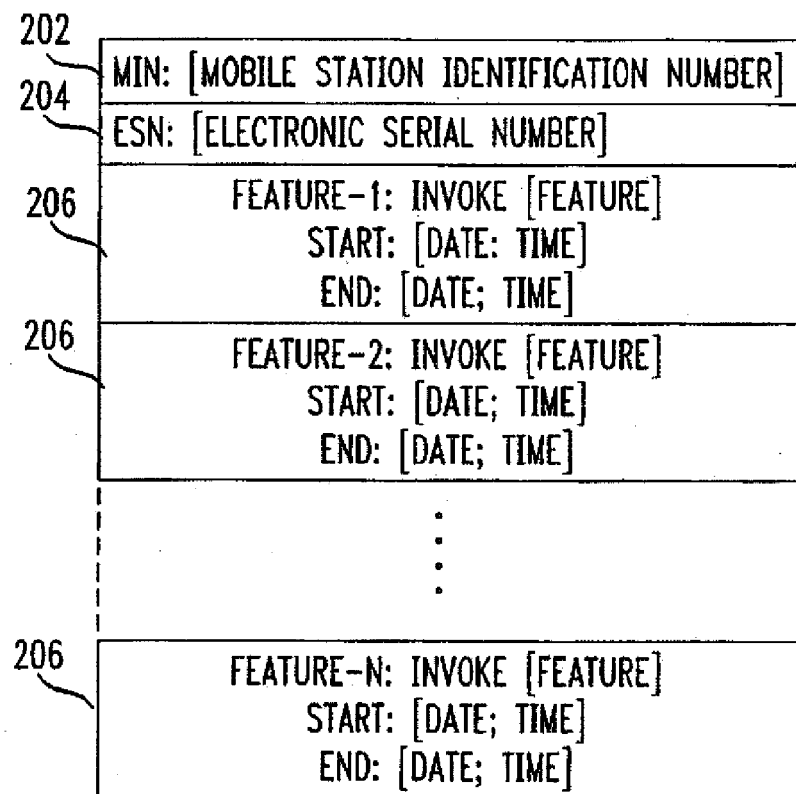 202
MIN: [MOBILE STATION IDENTIFICATION NUMBER]
204
ESN: [ELECTRONIC SERIAL NUMBER]
206
FEATURE-1: INVOKE [FEATURE]
START: [DATE: TIME]
END: [DATE; TIME]
206
FEATURE-2: INVOKE [FEATURE]
START: [DATE; TIME]
END: [DATE; TIME]
206
FEATURE-N: INVOKE [FEATURE]
START: [DATE; TIME]
END: [DATE; TIME]